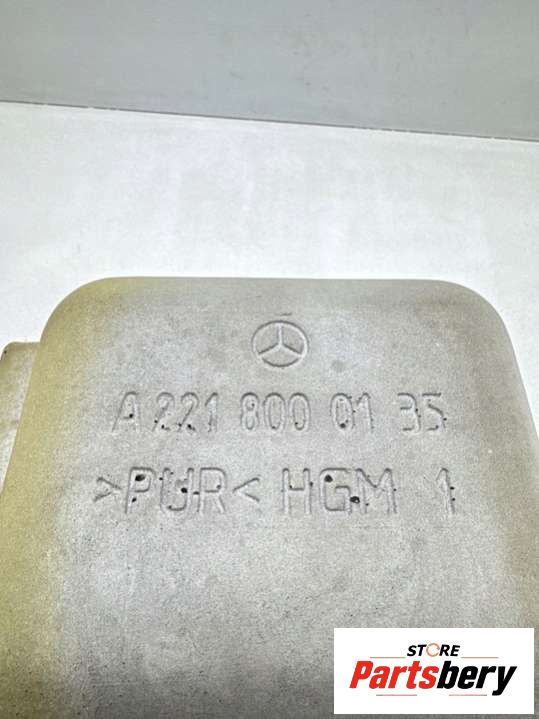 A 221 800 01 35
>PUR< HGM 1
STORE
Partsbery